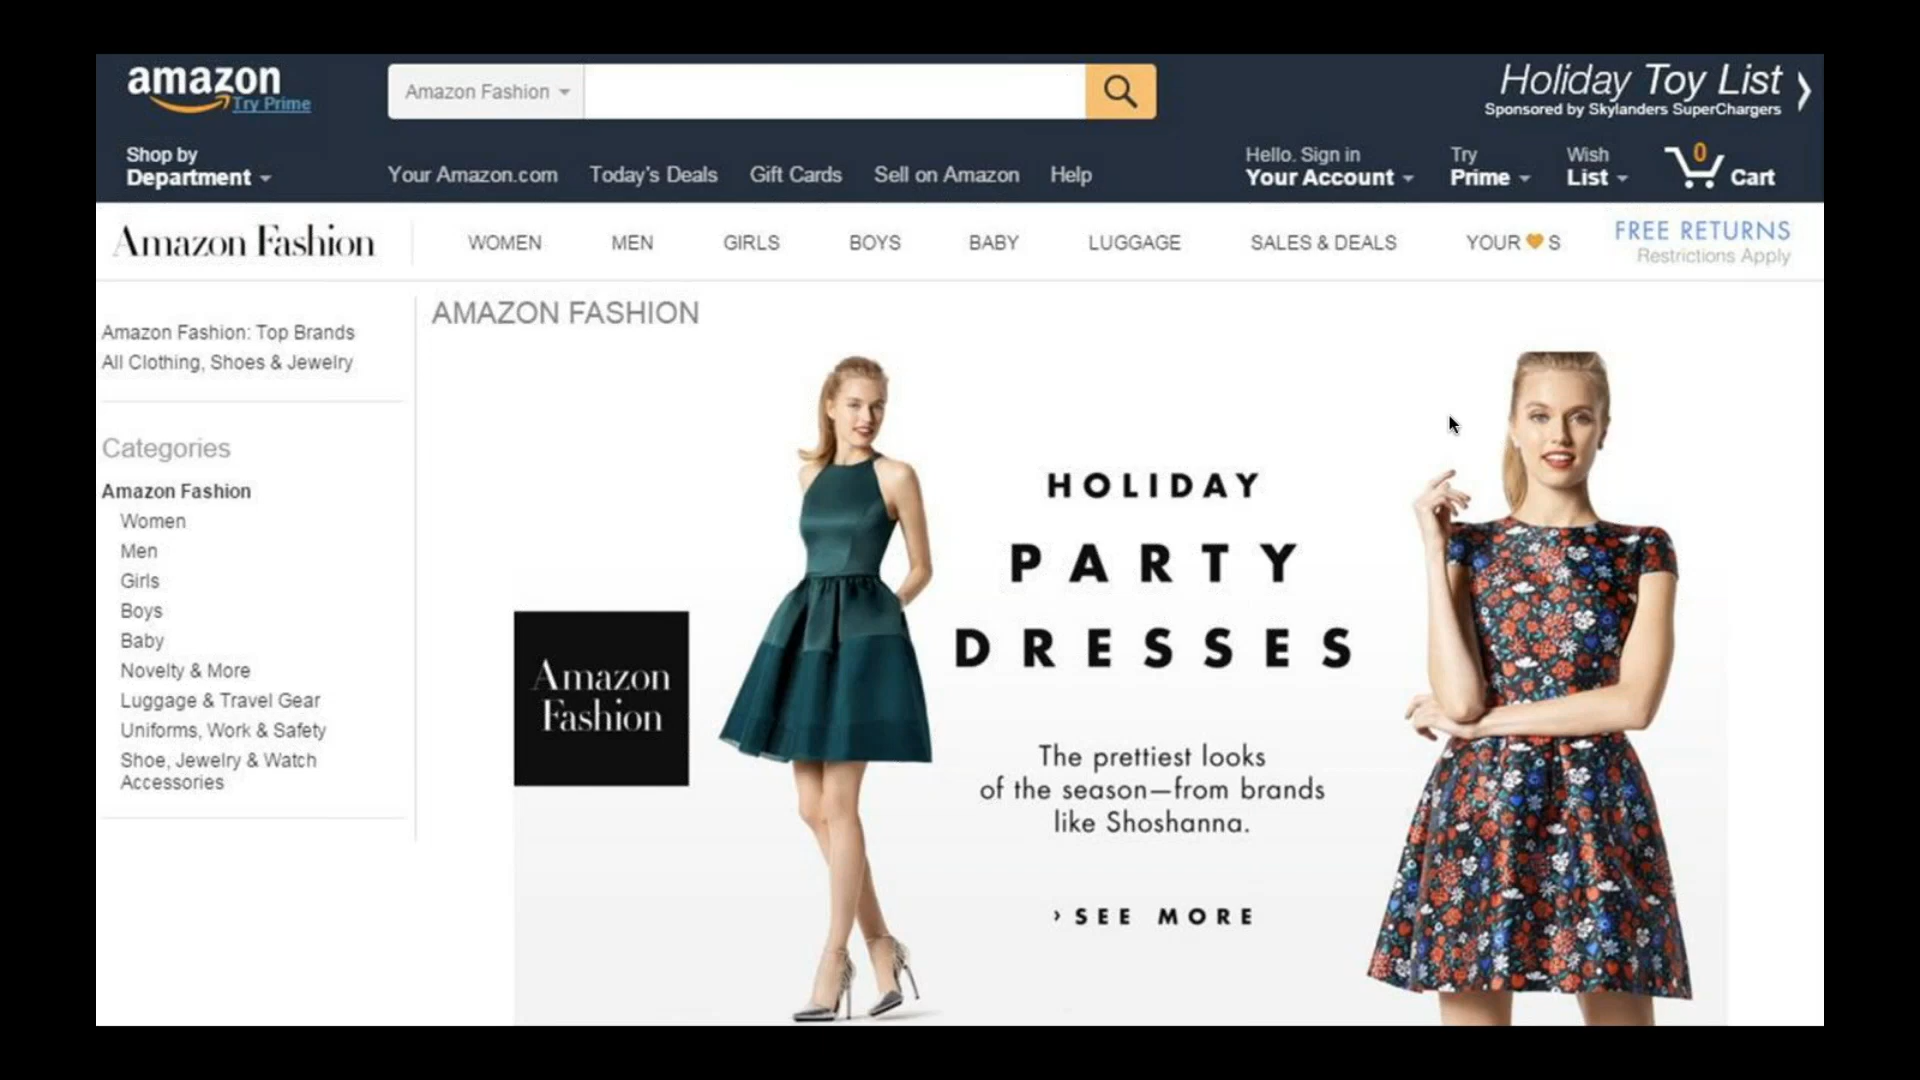 amazon
Try Prime
Amazon Fashion
Holiday Toy List
Sponsored by Skylanders SuperChargers
Shop by
Department
Your Amazon.com
Today's Deals
Gift Cards
Sell on Amazon
Help
Hello. Sign in
Your Account
Try
Prime
Wish
List
0
Cart
Amazon Fashion
WOMEN
MEN
GIRLS
BOYS
BABY
LUGGAGE
SALES & DEALS
YOUR 🧡 S
FREE RETURNS
Restrictions Apply
Amazon Fashion: Top Brands
All Clothing, Shoes & Jewelry
Categories
Amazon Fashion
Women
Men
Girls
Boys
Baby
Novelty & More
Luggage & Travel Gear
Uniforms, Work & Safety
Shoe, Jewelry & Watch
Accessories
AMAZON FASHION
Amazon
Fashion
HOLIDAY
PARTY
DRESSES
The prettiest looks
of the season—from brands
like Shoshanna.
› SEE MORE